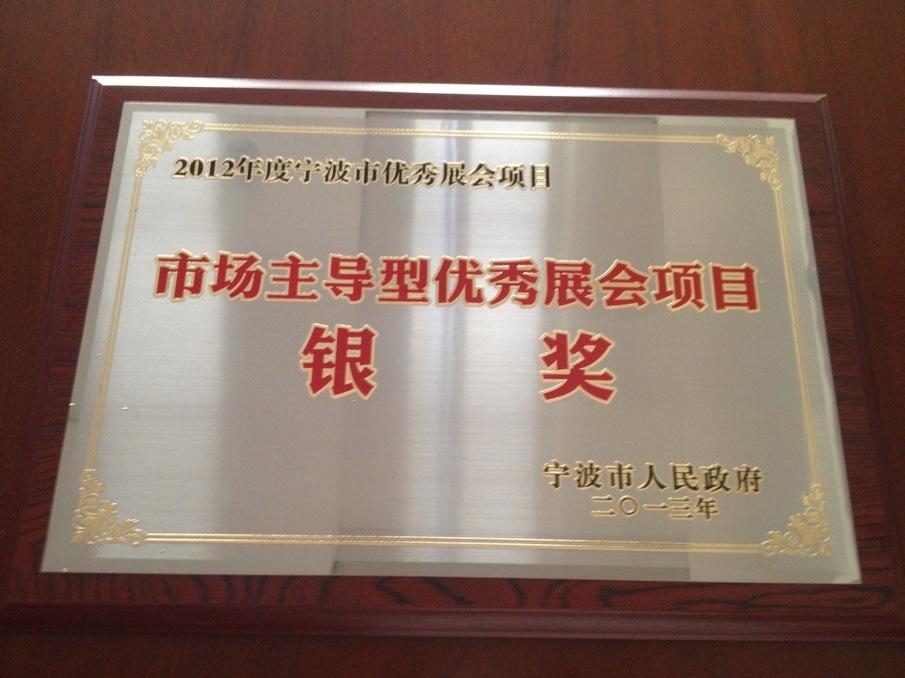 2012年度宁波市优秀展会项目
市场主导型优秀展会项目
银 奖
宁波市人民政府
二〇一三年